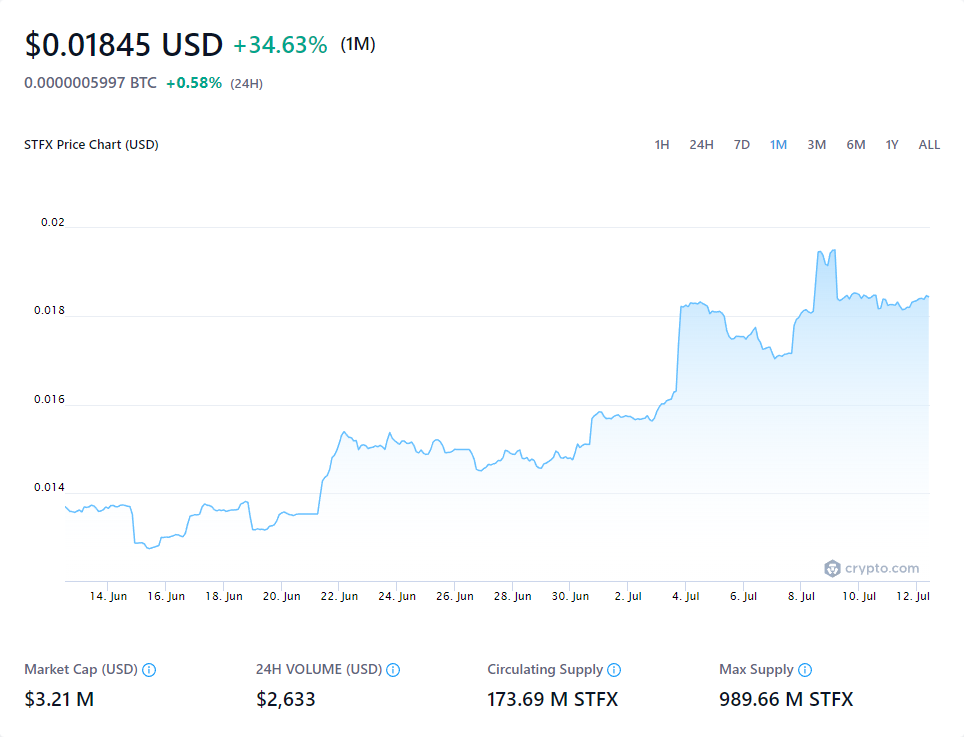 $0.01845 USD +34.63% (1M)
0.0000005997 BTC +0.58% (24H)
STFX Price Chart (USD) 1H 24H 7D 1M 3M 6M 1Y ALL
0.02
0.018
0.016
0.014
crypto.com
14. Jun 16. Jun 18. Jun 20. Jun 22. Jun 24. Jun 26. Jun 28. Jun 30. Jun 2. Jul 4. Jul 6. Jul 8. Jul 10. Jul 12. Jul
Market Cap (USD) 24H VOLUME (USD) Circulating Supply Max Supply
$3.21 M $2,633 173.69 M STFX 989.66 M STFX